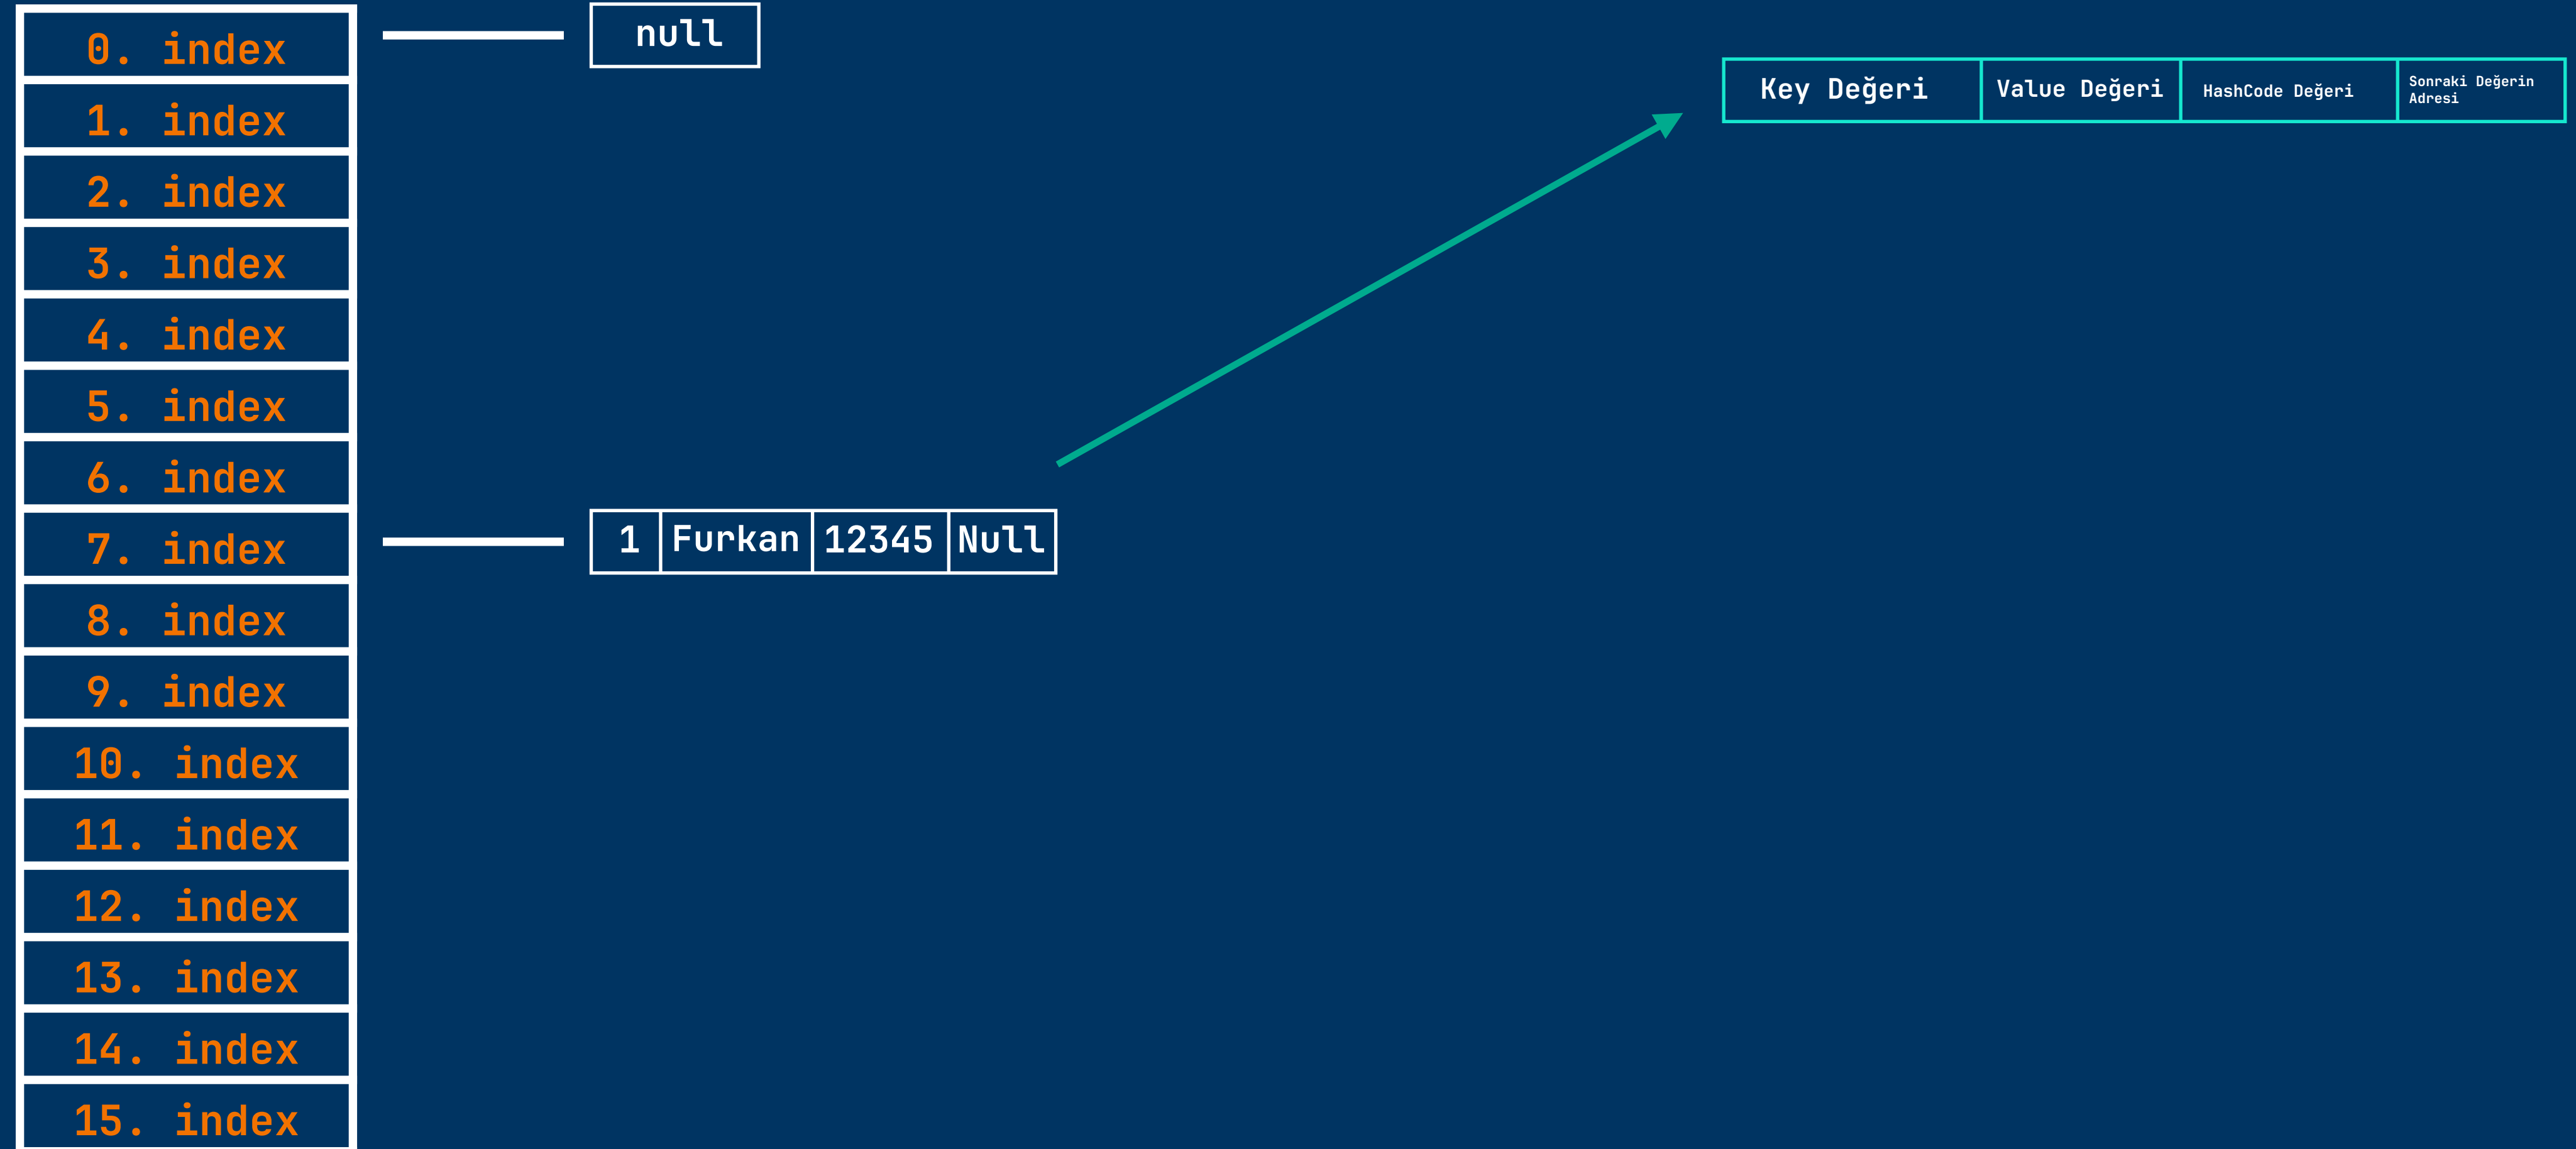 0. index
null
Key Değeri
Value Değeri
HashCode Değeri
Sonraki Değerin
Adresi
1. index
2. index
3. index
4. index
5. index
6. index
7. index
1
Furkan
12345
Null
8. index
9. index
10. index
11. index
12. index
13. index
14. index
15. index